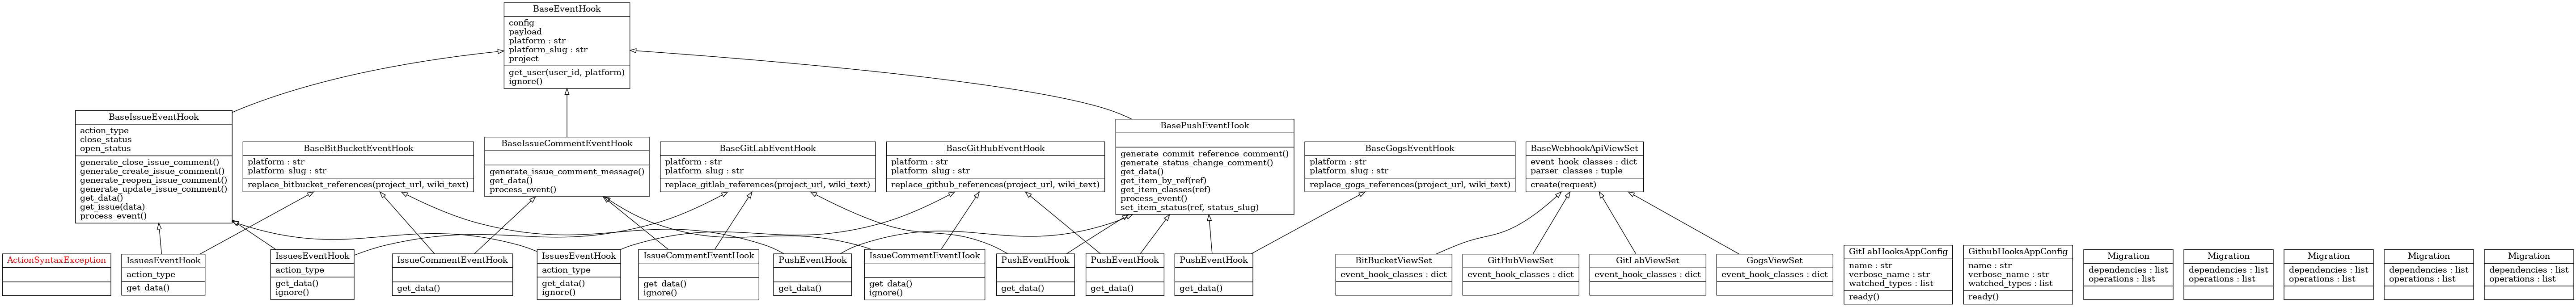 BaseEventHook
config
payload
platform : str
platform_slug : str
project
get_user(user_id, platform)
ignore()
BaseIssueEventHook
action_type
close_status
open_status
generate_close_issue_comment()
generate_create_issue_comment()
generate_reopen_issue_comment()
generate_update_issue_comment()
get_data()
get_issue(data)
process_event()
BaseBitBucketEventHook
platform : str
platform_slug : str
replace_bitbucket_references(project_url, wiki_text)
BaseIssueCommentEventHook
generate_issue_comment_message()
get_data()
process_event()
BaseGitLabEventHook
platform : str
platform_slug : str
replace_gitlab_references(project_url, wiki_text)
BaseGitHubEventHook
platform : str
platform_slug : str
replace_github_references(project_url, wiki_text)
BasePushEventHook
generate_commit_reference_comment()
generate_status_change_comment()
get_data()
get_item_by_ref(ref)
get_item_classes(ref)
process_event()
set_item_status(ref, status_slug)
BaseGogsEventHook
platform : str
platform_slug : str
replace_gogs_references(project_url, wiki_text)
BaseWebhookApiViewSet
event_hook_classes : dict
parser_classes : tuple
create(request)
ActionSyntaxException
IssuesEventHook
action_type
get_data()
IssuesEventHook
action_type
get_data()
ignore()
IssueCommentEventHook
get_data()
IssuesEventHook
action_type
get_data()
ignore()
IssueCommentEventHook
get_data()
ignore()
PushEventHook
get_data()
IssueCommentEventHook
get_data()
ignore()
PushEventHook
get_data()
PushEventHook
get_data()
PushEventHook
get_data()
BitBucketViewSet
event_hook_classes : dict
GitHubViewSet
event_hook_classes : dict
GitLabViewSet
event_hook_classes : dict
GogsViewSet
event_hook_classes : dict
GitLabHooksAppConfig
name : str
verbose_name : str
watched_types : list
ready()
GithubHooksAppConfig
name : str
verbose_name : str
watched_types : list
ready()
Migration
dependencies : list
operations : list
Migration
dependencies : list
operations : list
Migration
dependencies : list
operations : list
Migration
dependencies : list
operations : list
Migration
dependencies : list
operations : list